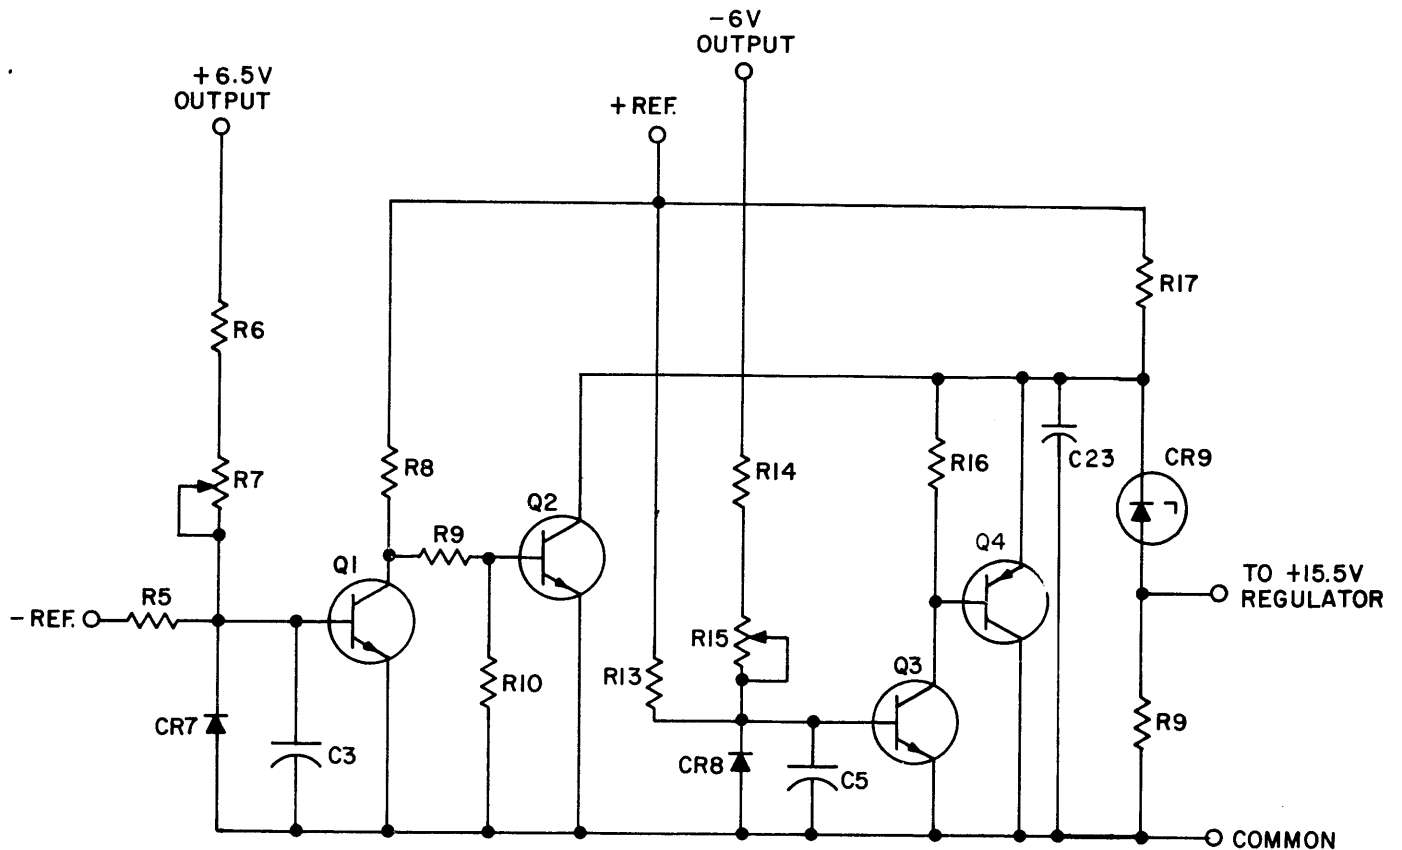 -6V
OUTPUT
+6.5V
OUTPUT
+REF.
R17
R6
R7
R8
R14
R16
C23
CR9
Q2
R9
Q4
Q1
R5
-REF.
TO +15.5V
REGULATOR
R15
R13
Q3
R10
CR7
C3
CR8
C5
R9
COMMON